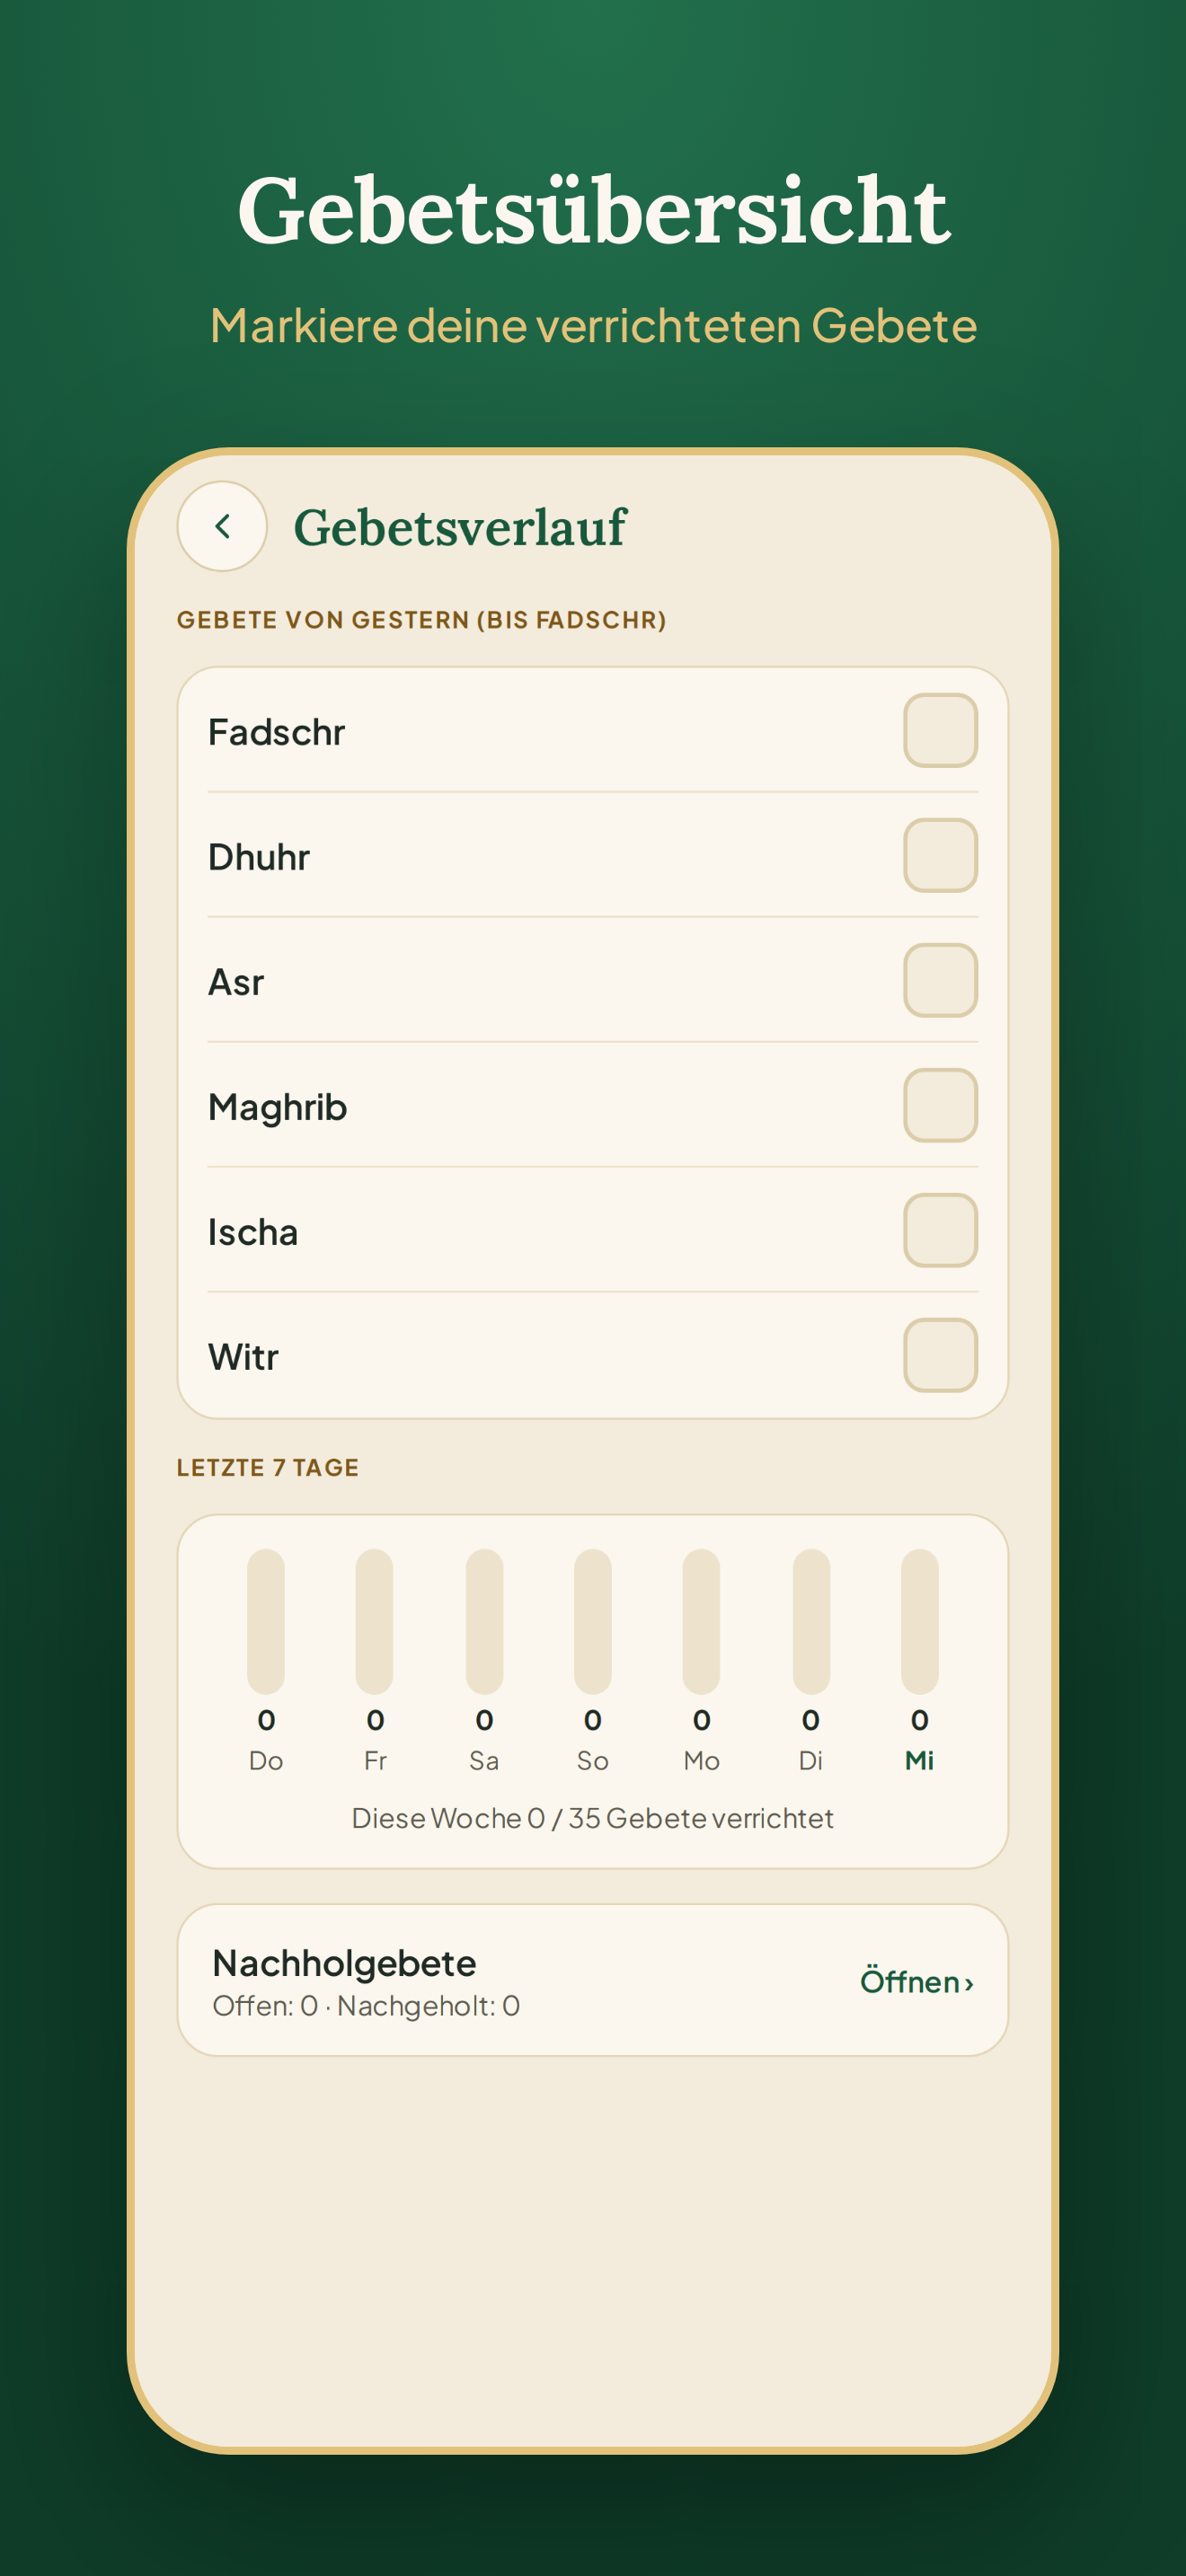 Gebetsübersicht
Markiere deine verrichteten Gebete
Gebetsverlauf
GEBETE VON GESTERN (BIS FADSCHR)
Fadschr
Dhuhr
Asr
Maghrib
Ischa
Witr
LETZTE 7 TAGE
0 0 0 0 0 0 0
Do Fr Sa So Mo Di Mi
Diese Woche 0 / 35 Gebete verrichtet
Nachholgebete
Offen: 0 · Nachgeholt: 0
Öffnen ›